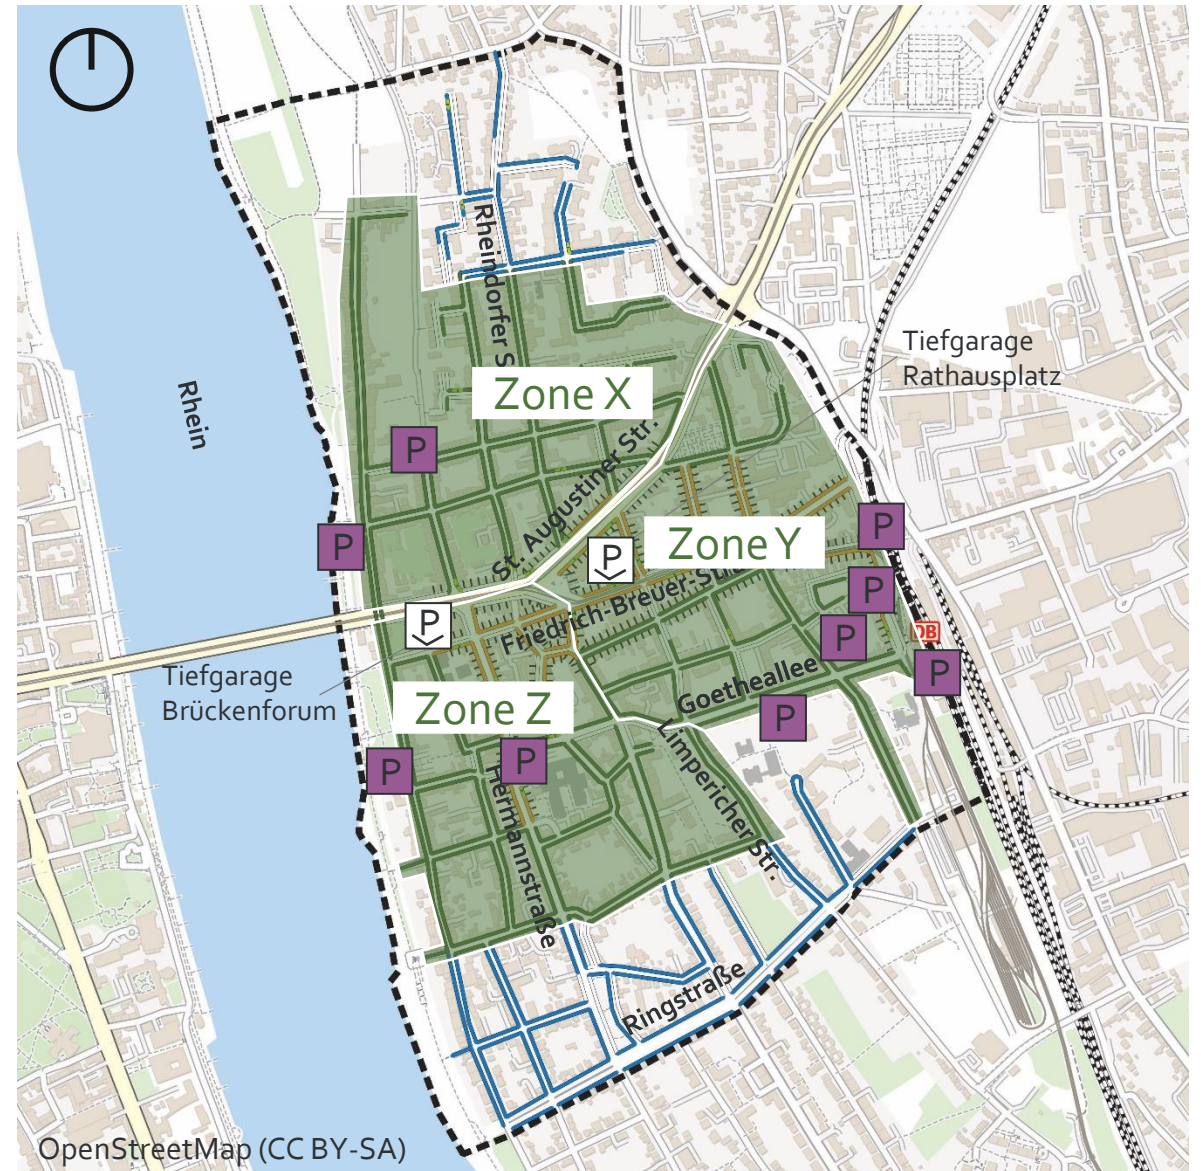 Rheindorfer S
Tiefgarage
Rathausplatz
Rhein
Zone X
P
St. Augustiner Str.
P
P
Zone Y
P
P
Friedrich-Breuer-Stra
P
P
DB
Tiefgarage
Brückenforum
P
Goetheallee
Zone Z
P
Limpericher Str.
P
P
Hermannstraße
Ringstraße
OpenStreetMap (CC BY-SA)